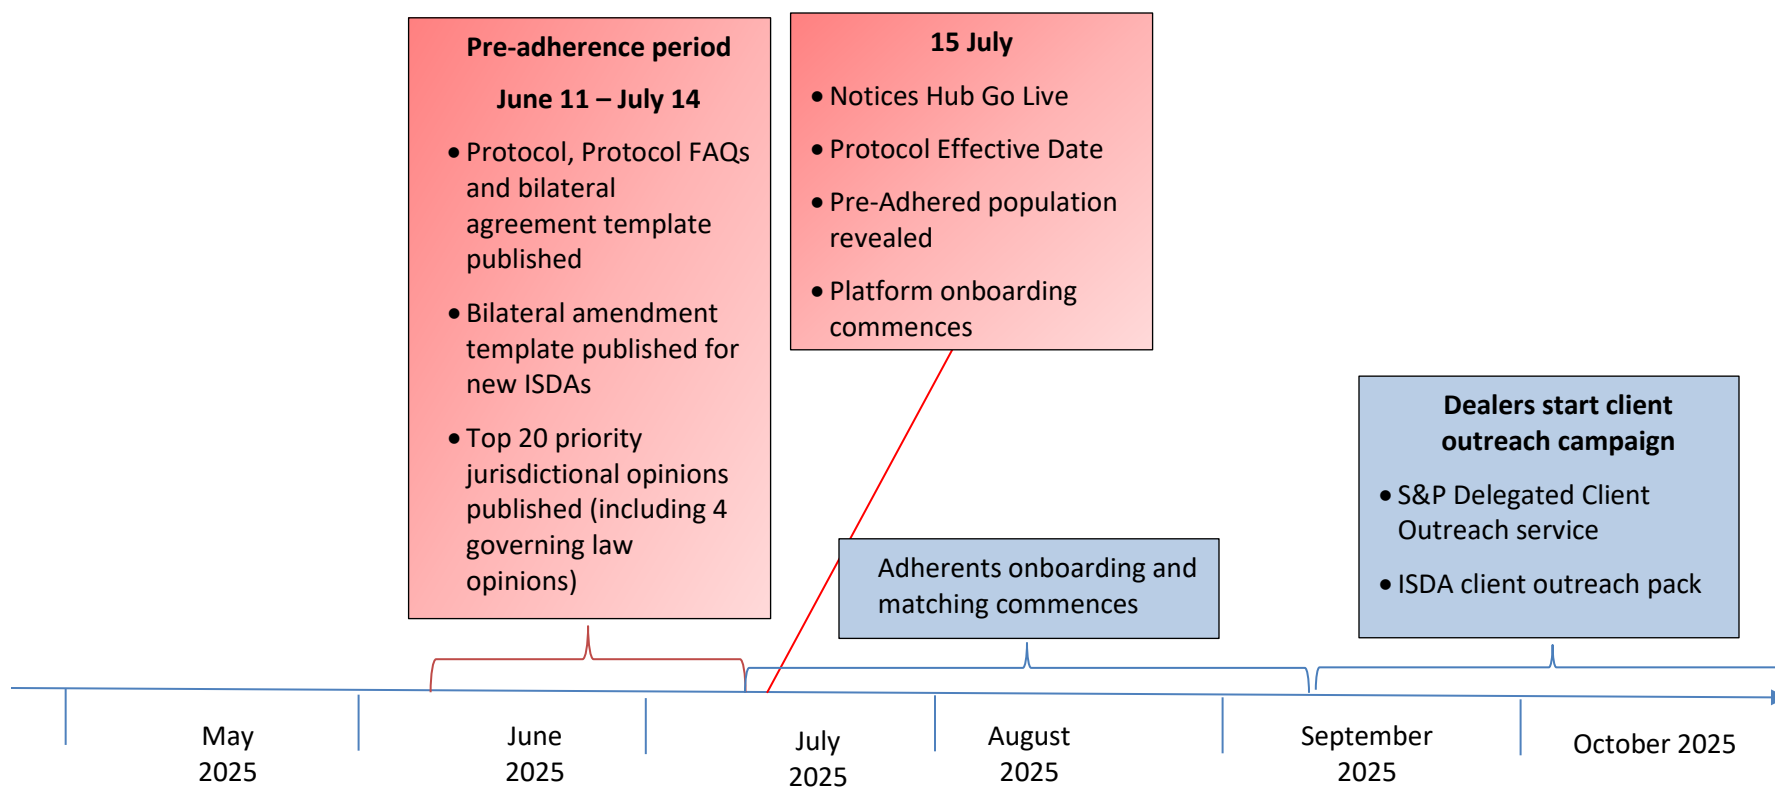 Pre-adherence period
June 11 – July 14
• Protocol, Protocol FAQs
and bilateral
agreement template
published
• Bilateral amendment
template published for
new ISDAs
• Top 20 priority
jurisdictional opinions
published (including 4
governing law
opinions)
15 July
• Notices Hub Go Live
• Protocol Effective Date
• Pre-Adhered population
revealed
• Platform onboarding
commences
Adherents onboarding and
matching commences
Dealers start client
outreach campaign
• S&P Delegated Client
Outreach service
• ISDA client outreach pack
May
2025
June
2025
July
2025
August
2025
September
2025
October 2025